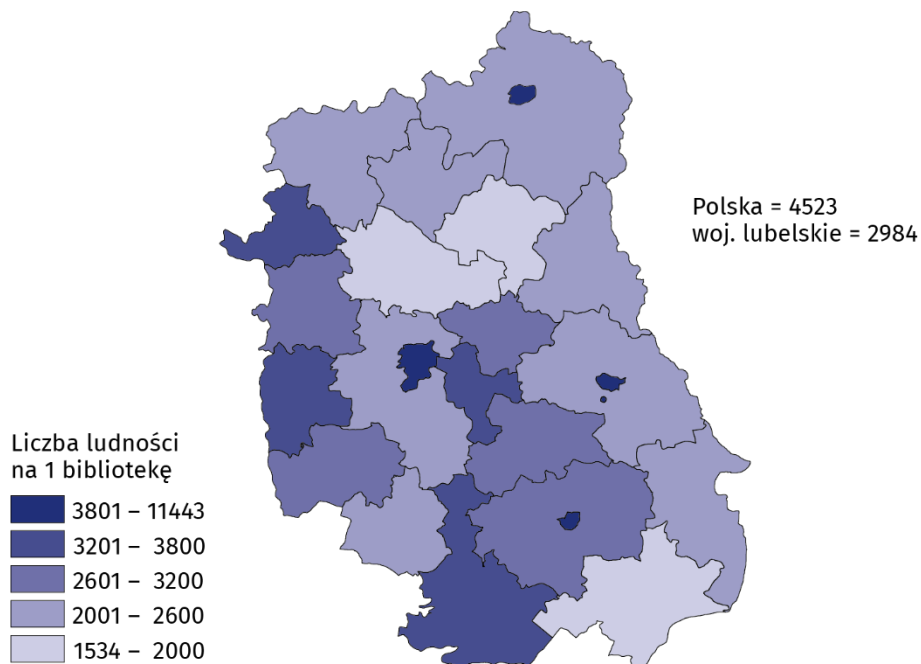 Polska = 4523
woj. lubelskie = 2984
Liczba ludności
na 1 bibliotekę
3801 – 11443
3201 – 3800
2601 – 3200
2001 – 2600
1534 – 2000